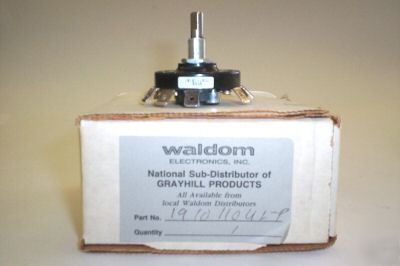 waldom
ELECTRONICS, INC.
National Sub-Distributor of
GRAYHILL PRODUCTS
All Available from
local Waldom Distributors
Part No. 19101104UL-P
Quantity 1